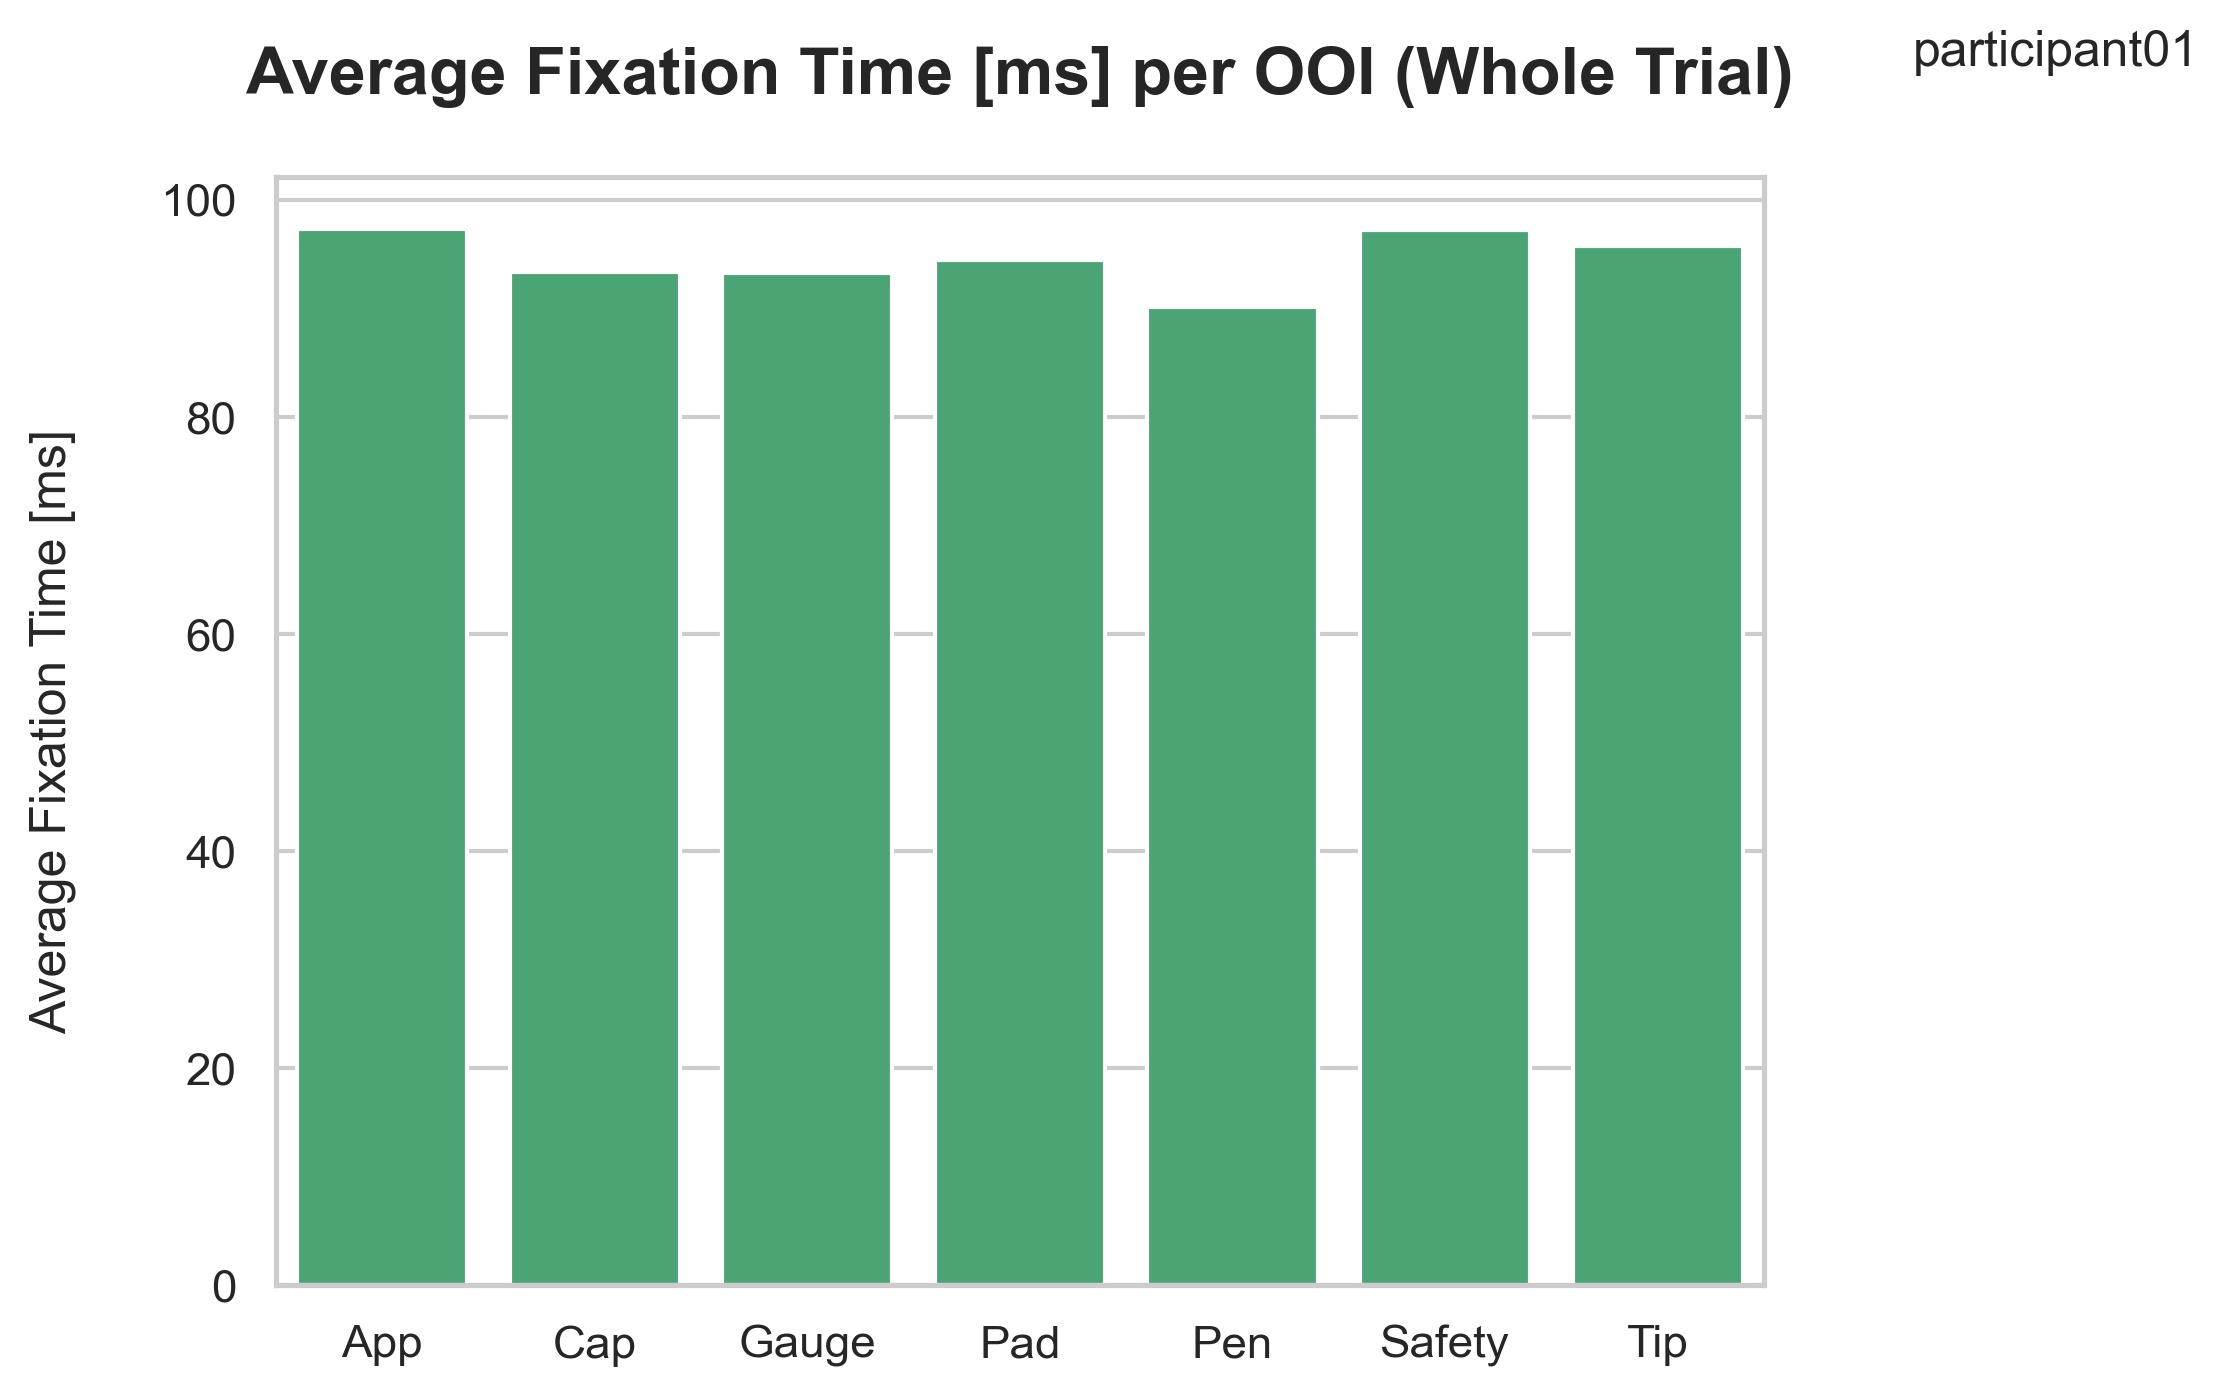 participant01
Average Fixation Time [ms] per OOI (Whole Trial)
Average Fixation Time [ms]
100
80
60
40
20
0
App Cap Gauge Pad Pen Safety Tip